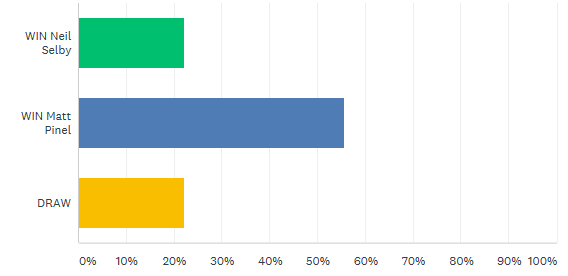 WIN Neil
Selby
WIN Matt
Pinel
DRAW
0% 10% 20% 30% 40% 50% 60% 70% 80% 90% 100%